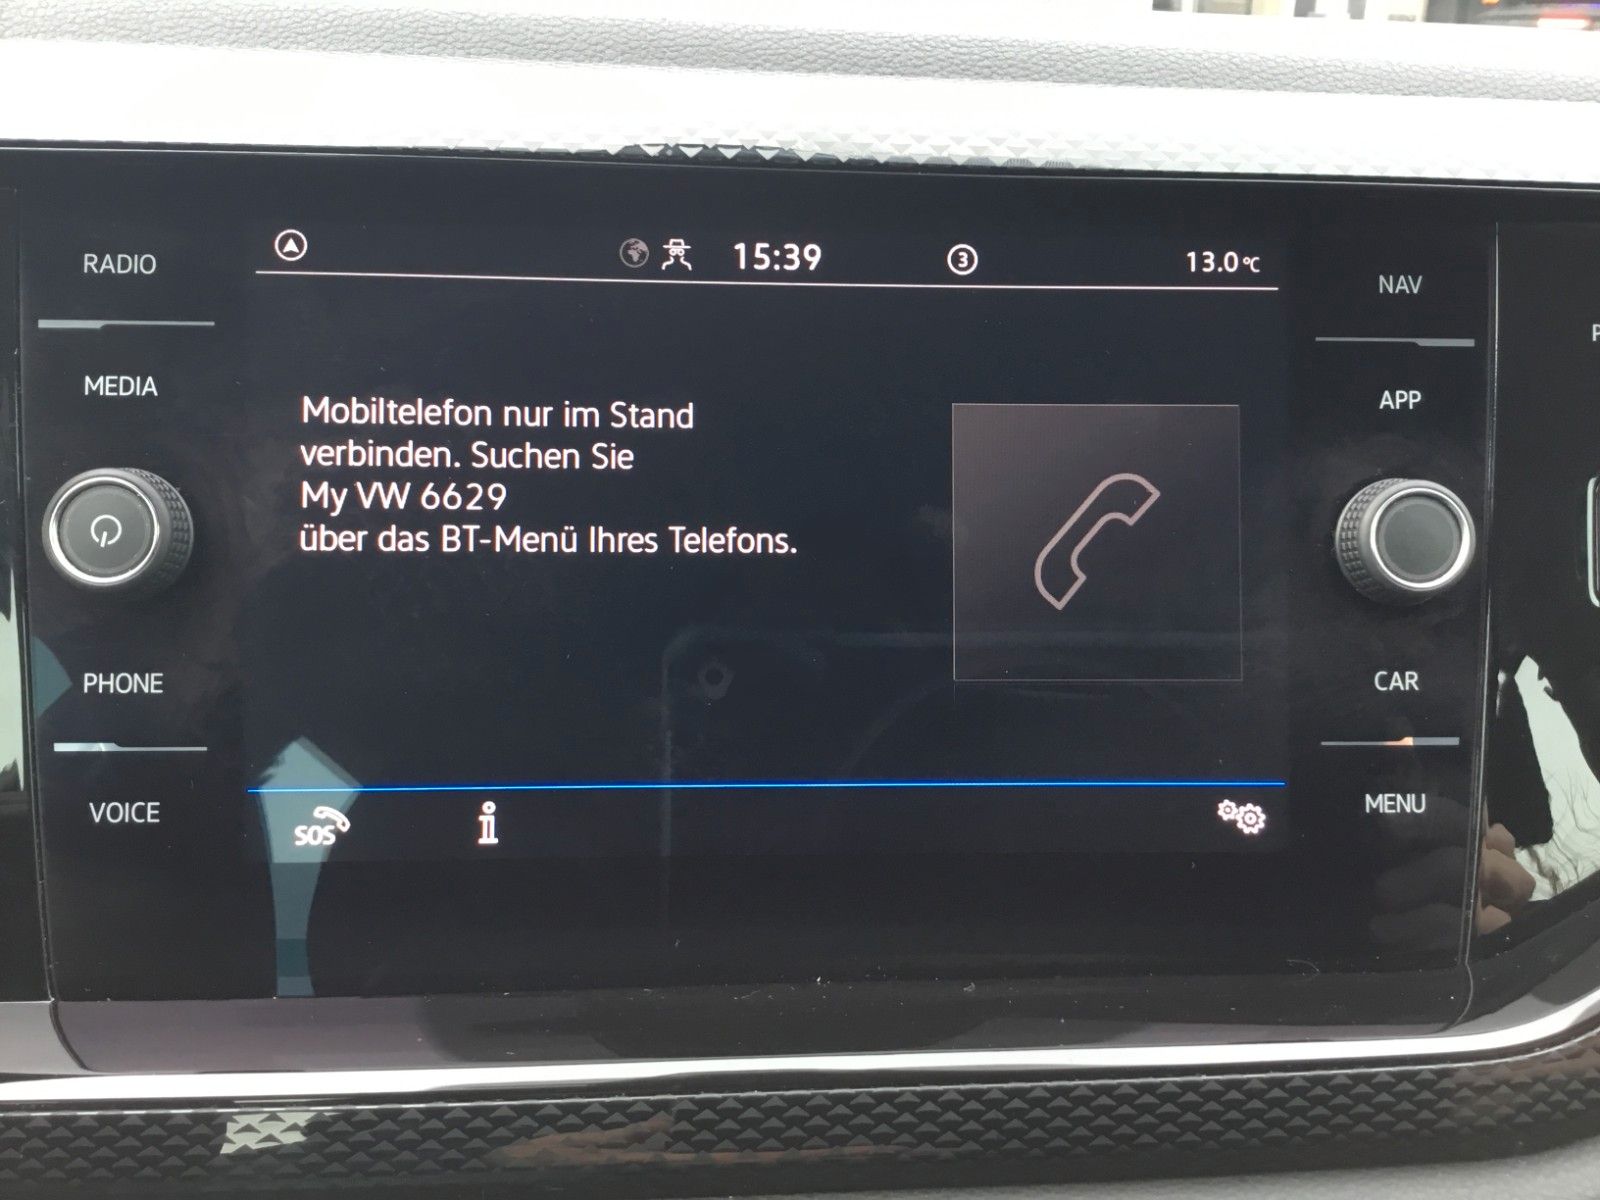 RADIO
MEDIA
PHONE
VOICE
15:39
3
13.0°C
Mobiltelefon nur im Stand
verbinden. Suchen Sie
My VW 6629
über das BT-Menü Ihres Telefons.
SOS
i
NAV
APP
CAR
MENU